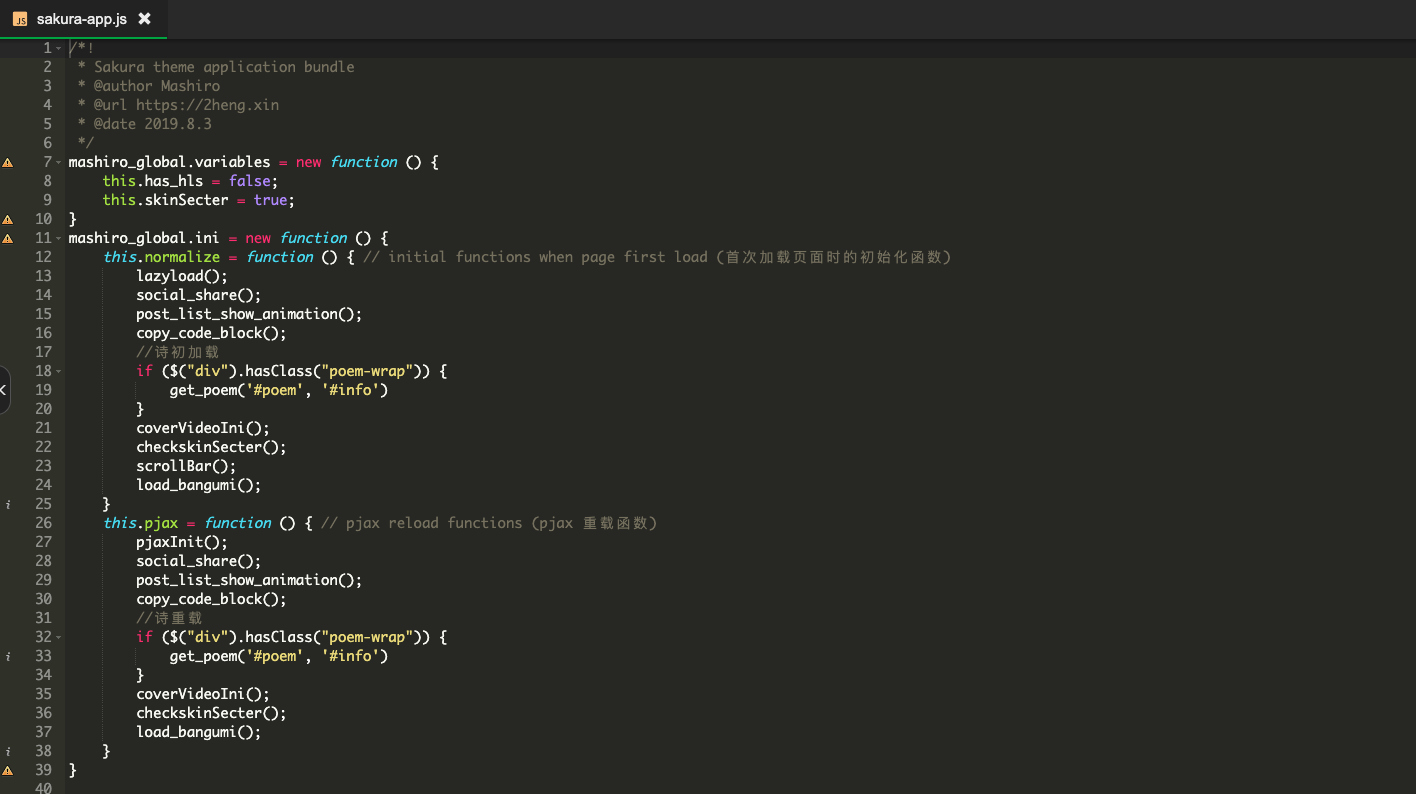 JS sakura-app.js ✖
1 /*!
2  * Sakura theme application bundle
3  * @author Mashiro
4  * @url https://2heng.xin
5  * @date 2019.8.3
6  */
7 mashiro_global.variables = new function () {
8     this.has_hls = false;
9     this.skinSecter = true;
10 }
11 mashiro_global.ini = new function () {
12     this.normalize = function () { // initial functions when page first load (首次加载页面时的初始化函数)
13         lazyload();
14         social_share();
15         post_list_show_animation();
16         copy_code_block();
17         //诗初加载
18         if ($("div").hasClass("poem-wrap")) {
19             get_poem('#poem', '#info')
20         }
21         coverVideoIni();
22         checkskinSecter();
23         scrollBar();
24         load_bangumi();
i 25     }
26     this.pjax = function () { // pjax reload functions (pjax 重载函数)
27         pjaxInit();
28         social_share();
29         post_list_show_animation();
30         copy_code_block();
31         //诗重载
32         if ($("div").hasClass("poem-wrap")) {
i 33             get_poem('#poem', '#info')
34         }
35         coverVideoIni();
36         checkskinSecter();
37         load_bangumi();
i 38     }
39 }
40